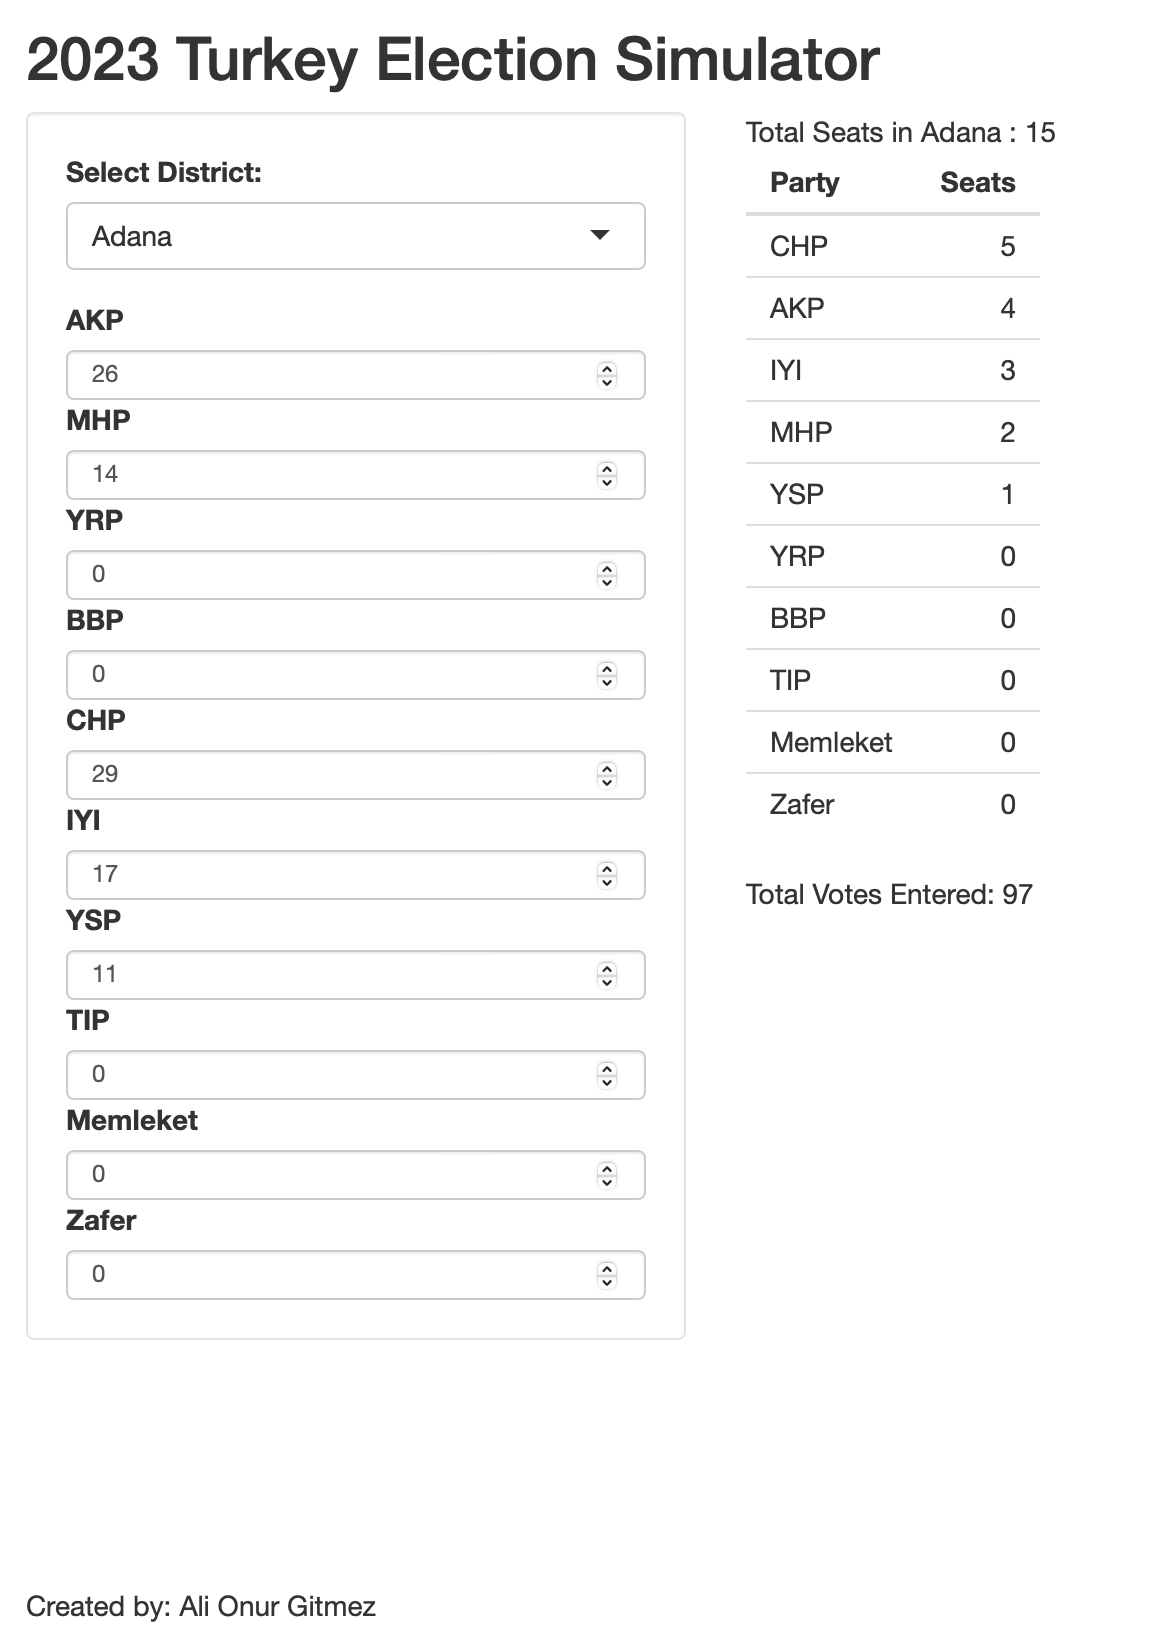 2023 Turkey Election Simulator
Select District:
Adana
AKP
26
MHP
14
YRP
0
BBP
0
CHP
29
IYI
17
YSP
11
TIP
0
Memleket
0
Zafer
0
Total Seats in Adana : 15
Party Seats
CHP 5
AKP 4
IYI 3
MHP 2
YSP 1
YRP 0
BBP 0
TIP 0
Memleket 0
Zafer 0
Total Votes Entered: 97
Created by: Ali Onur Gitmez